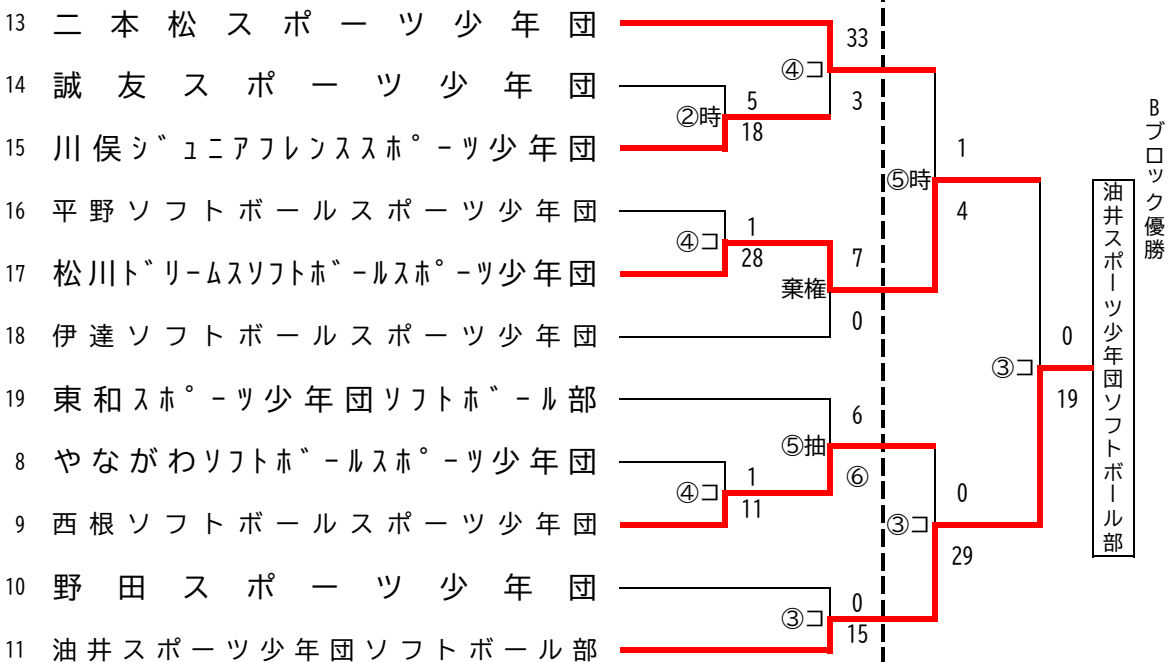 13 二本松スポーツ少年団
33
④コ
14 誠友スポーツ少年団
3
5
②時
18
15 川俣ｼﾞｭﾆｱﾌﾚﾝｽｽﾎﾟｰﾂ少年団
1
⑤時
16 平野ソフトボールスポーツ少年団
4
1
④コ
28
7
17 松川ﾄﾞﾘｰﾑｽｿﾌﾄﾎﾞｰﾙｽﾎﾟｰﾂ少年団
棄権
0
18 伊達ソフトボールスポーツ少年団
0
③コ
19
19 東和ｽﾎﾟｰﾂ少年団ｿﾌﾄﾎﾞｰﾙ部
6
⑤抽
⑥
8 やながわｿﾌﾄﾎﾞｰﾙｽﾎﾟｰﾂ少年団
1
④コ
11
0
9 西根ソフトボールスポーツ少年団
③コ
29
10 野田スポーツ少年団
0
③コ
15
11 油井スポーツ少年団ソフトボール部
Bブロック優勝
油井スポーツ少年団ソフトボール部